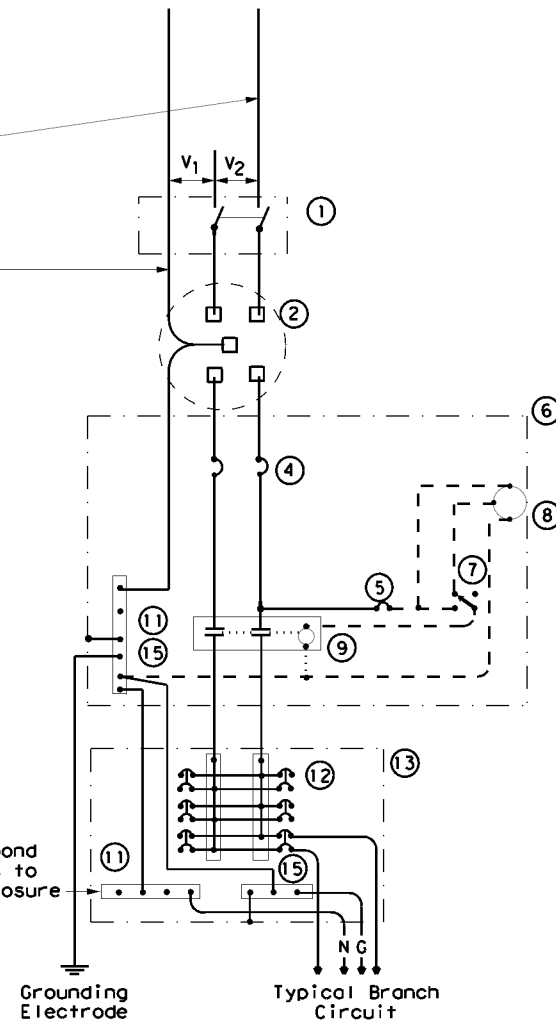 V1
V2
1
2
6
4
8
7
5
11
15
9
13
12
ond
11
to
15
osure
N G
Grounding
Electrode
Typical Branch
Circuit